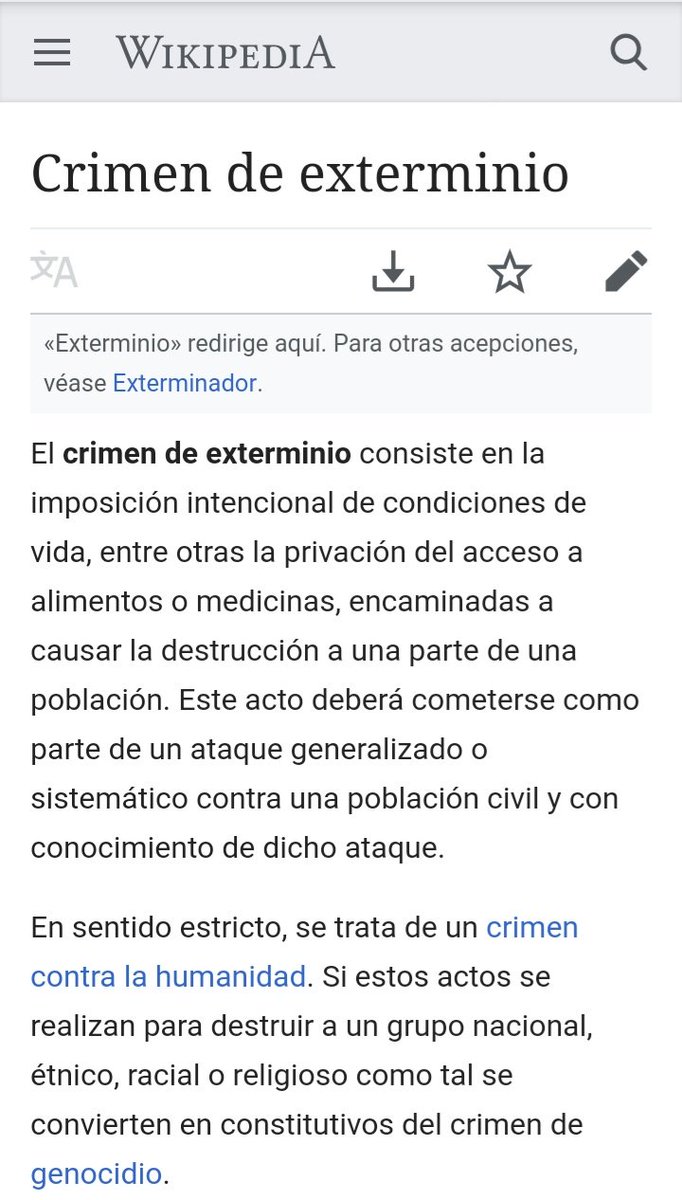 WIKIPEDIA
Crimen de exterminio
文A
«Exterminio» redirige aquí. Para otras acepciones,
véase Exterminador.
El crimen de exterminio consiste en la
imposición intencional de condiciones de
vida, entre otras la privación del acceso a
alimentos o medicinas, encaminadas a
causar la destrucción a una parte de una
población. Este acto deberá cometerse como
parte de un ataque generalizado o
sistemático contra una población civil y con
conocimiento de dicho ataque.
En sentido estricto, se trata de un crimen
contra la humanidad. Si estos actos se
realizan para destruir a un grupo nacional,
étnico, racial o religioso como tal se
convierten en constitutivos del crimen de
genocidio.